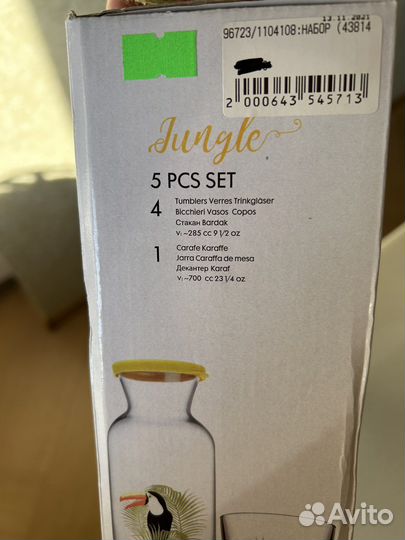 13 11 2021
96723/1104108:НАБОР (43814
2 000643 545713
Jungle
5 PCS SET
4 Tumblers Verres Trinkgläser
Bicchieri Vasos Copos
Стакан Bardak
V: ~285 cc 9 1/2 oz
1 Carafe Karaffe
Jarra Caraffa de mesa
Декантер Karaf
V: ~700 cc 23 1/4 oz
Avito